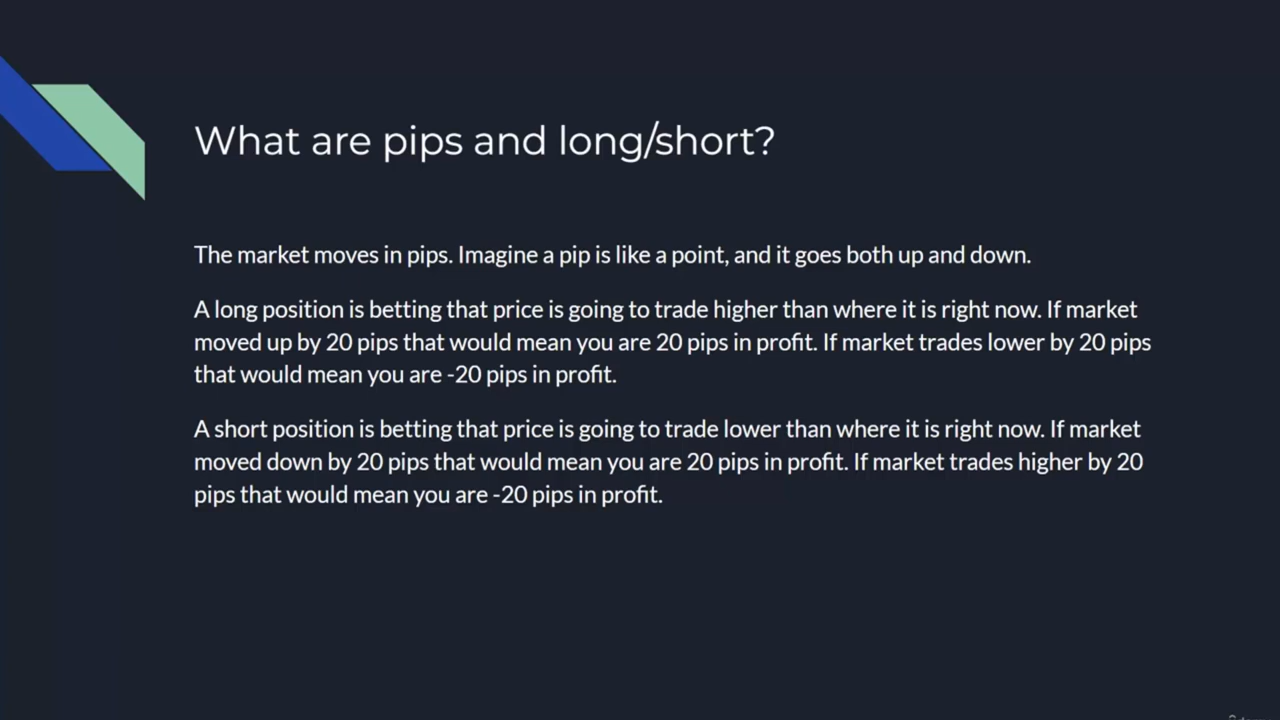 What are pips and long/short?
The market moves in pips. Imagine a pip is like a point, and it goes both up and down.
A long position is betting that price is going to trade higher than where it is right now. If market
moved up by 20 pips that would mean you are 20 pips in profit. If market trades lower by 20 pips
that would mean you are -20 pips in profit.
A short position is betting that price is going to trade lower than where it is right now. If market
moved down by 20 pips that would mean you are 20 pips in profit. If market trades higher by 20
pips that would mean you are -20 pips in profit.